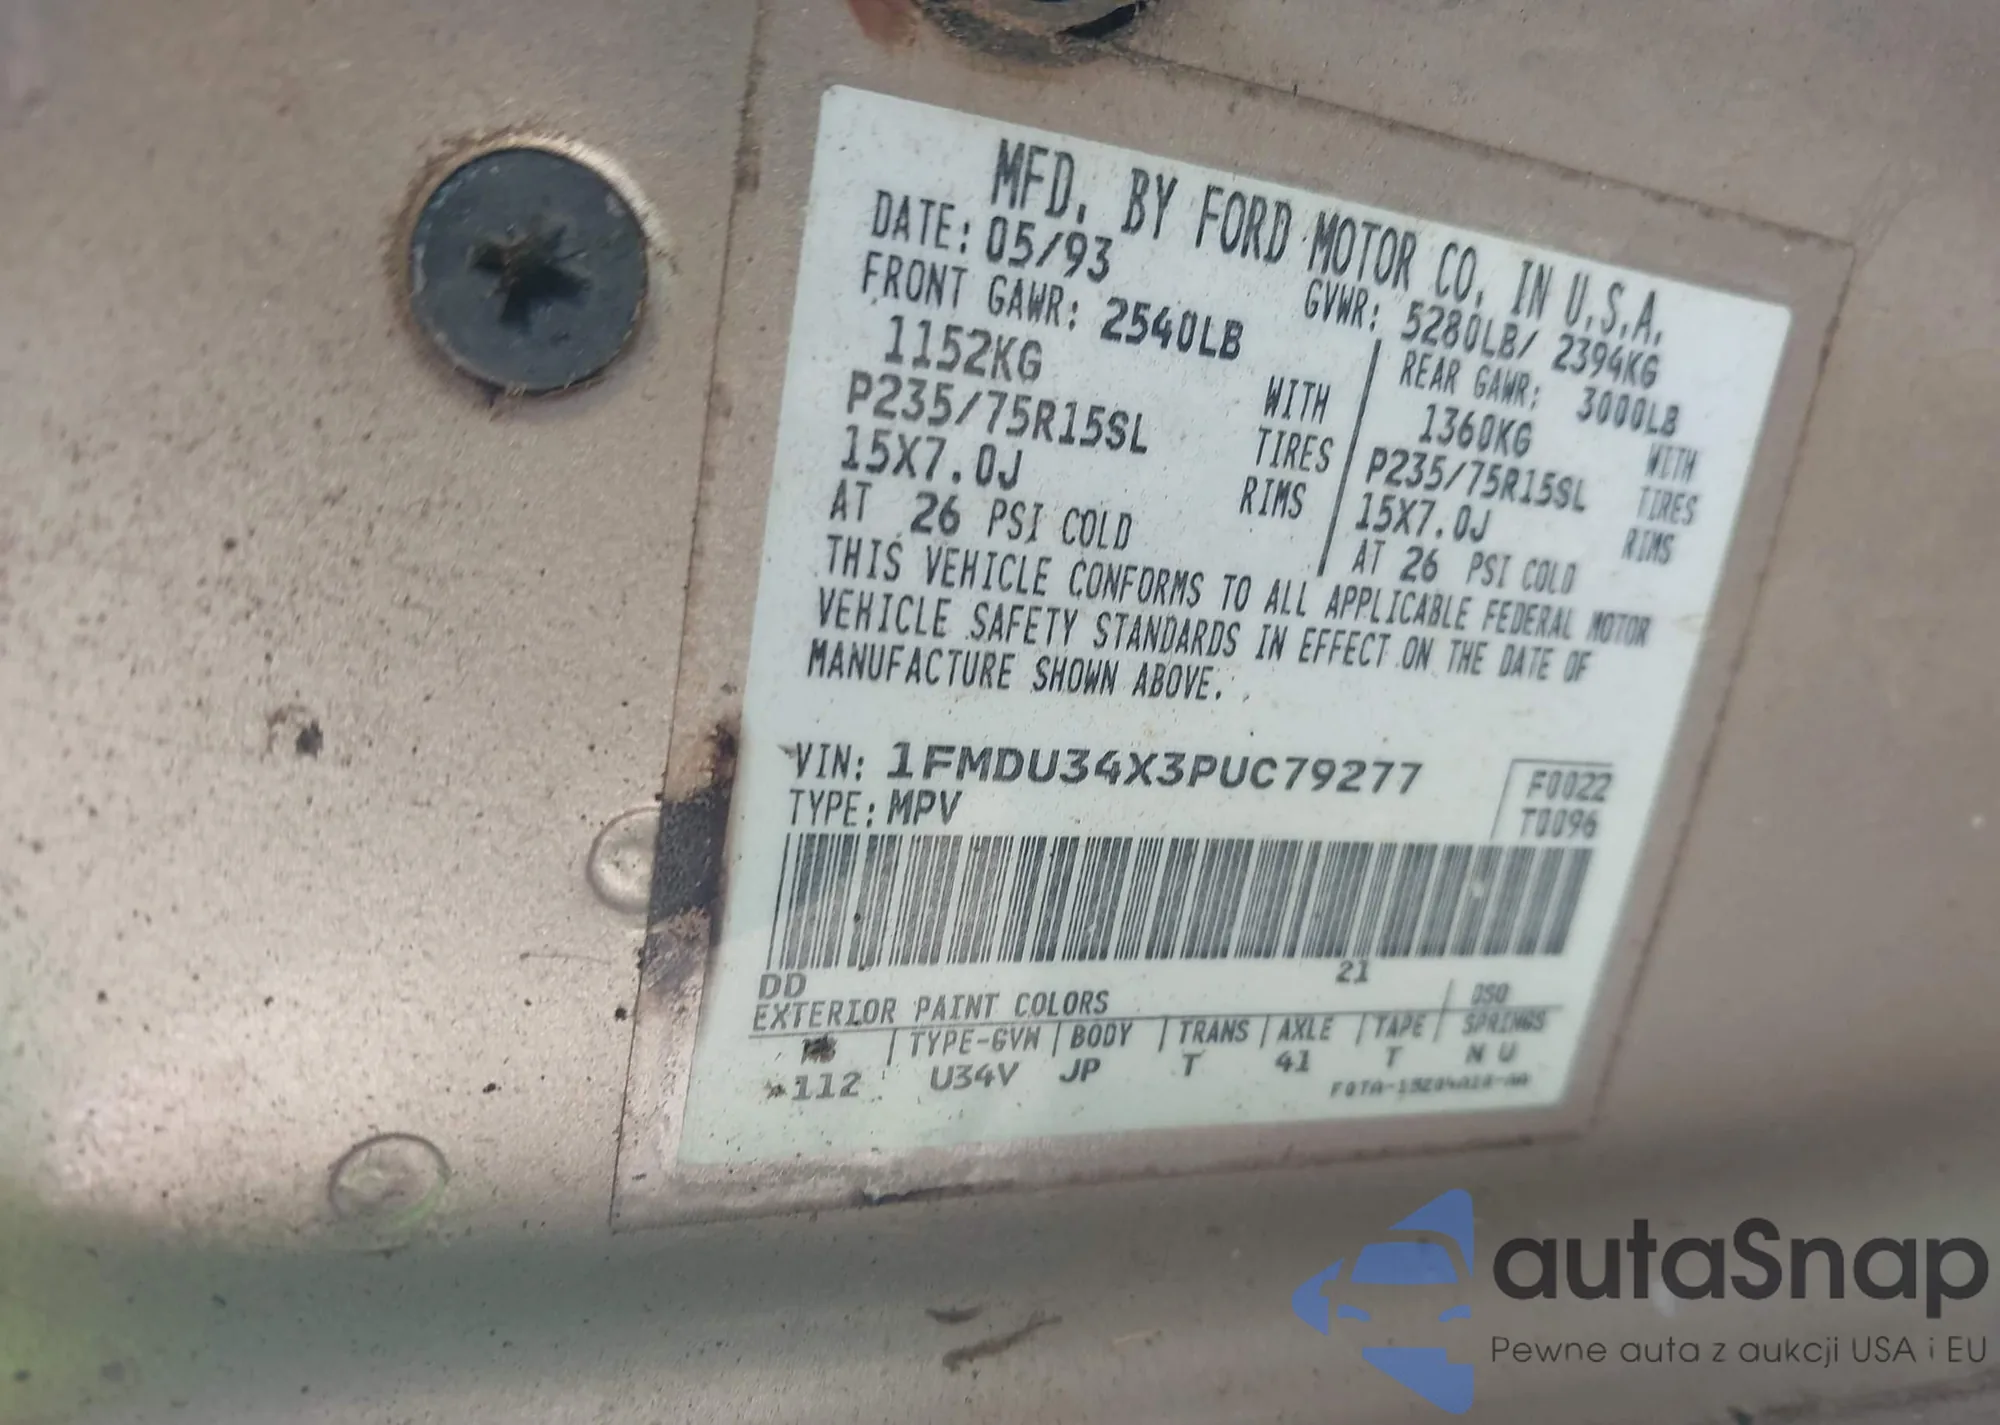 MFD. BY FORD MOTOR CO. IN U.S.A.
DATE: 05/93 GVWR: 5280LB/ 2394KG
FRONT GAWR: 2540LB REAR GAWR: 3000LB
1152KG WITH 1360KG WITH
P235/75R15SL TIRES P235/75R15SL TIRES
15X7.0J RIMS 15X7.0J RIMS
AT 26 PSI COLD AT 26 PSI COLD
THIS VEHICLE CONFORMS TO ALL APPLICABLE FEDERAL MOTOR
VEHICLE SAFETY STANDARDS IN EFFECT ON THE DATE OF
MANUFACTURE SHOWN ABOVE.
VIN: 1FMDU34X3PUC79277 F0022
TYPE: MPV T0096
DD 21
EXTERIOR PAINT COLORS DSO
TYPE-GVW BODY TRANS AXLE TAPE SPRINGS
112 U34V JP T 41 T N U
autaSnap
Pewne auta z aukcji USA i EU